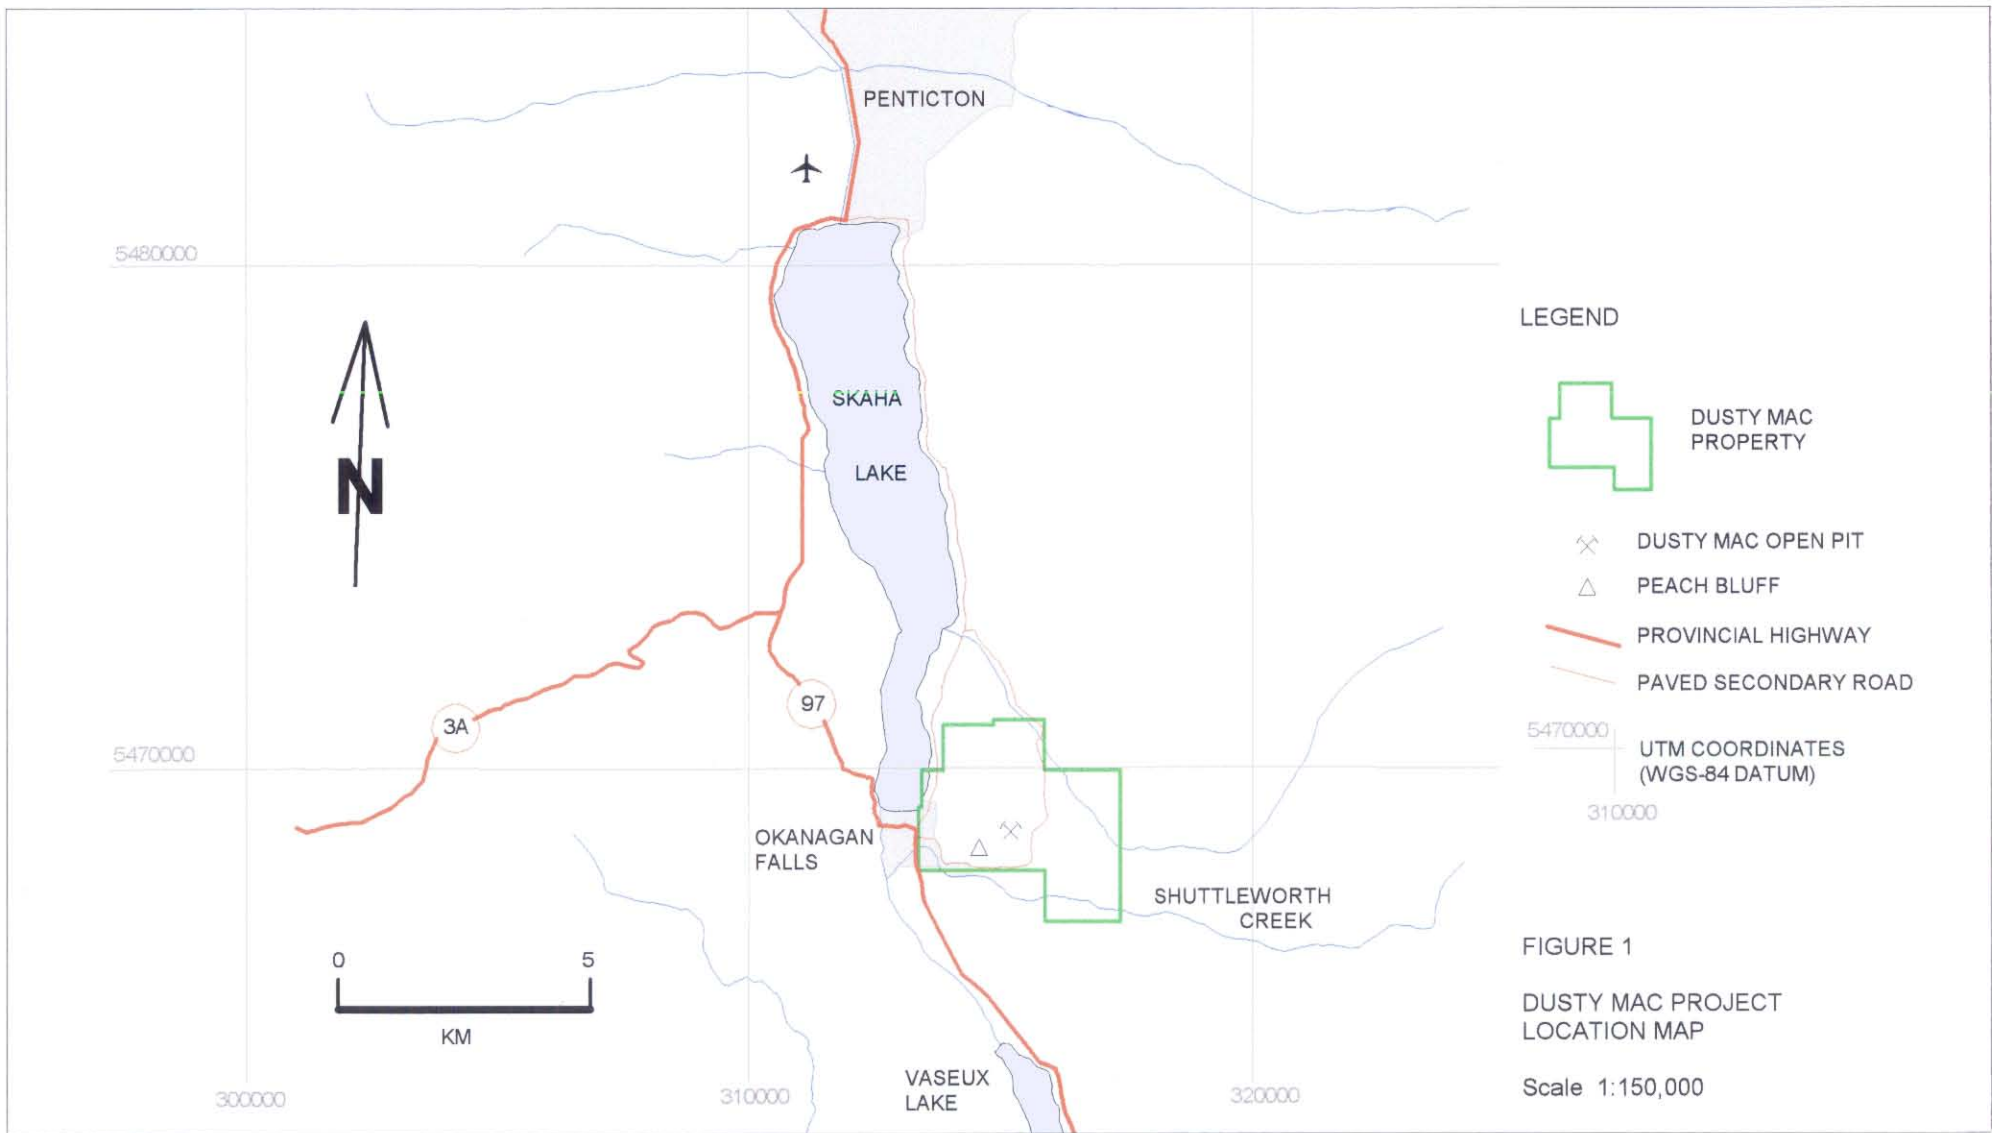 PENTICTON
5480000
SKAHA
LAKE
N
97
3A
5470000
OKANAGAN
FALLS
SHUTTLEWORTH
CREEK
0 5
KM
VASEUX
LAKE
300000
310000
320000
LEGEND
DUSTY MAC
PROPERTY
DUSTY MAC OPEN PIT
PEACH BLUFF
PROVINCIAL HIGHWAY
PAVED SECONDARY ROAD
5470000
UTM COORDINATES
(WGS-84 DATUM)
310000
FIGURE 1
DUSTY MAC PROJECT
LOCATION MAP
Scale 1:150,000